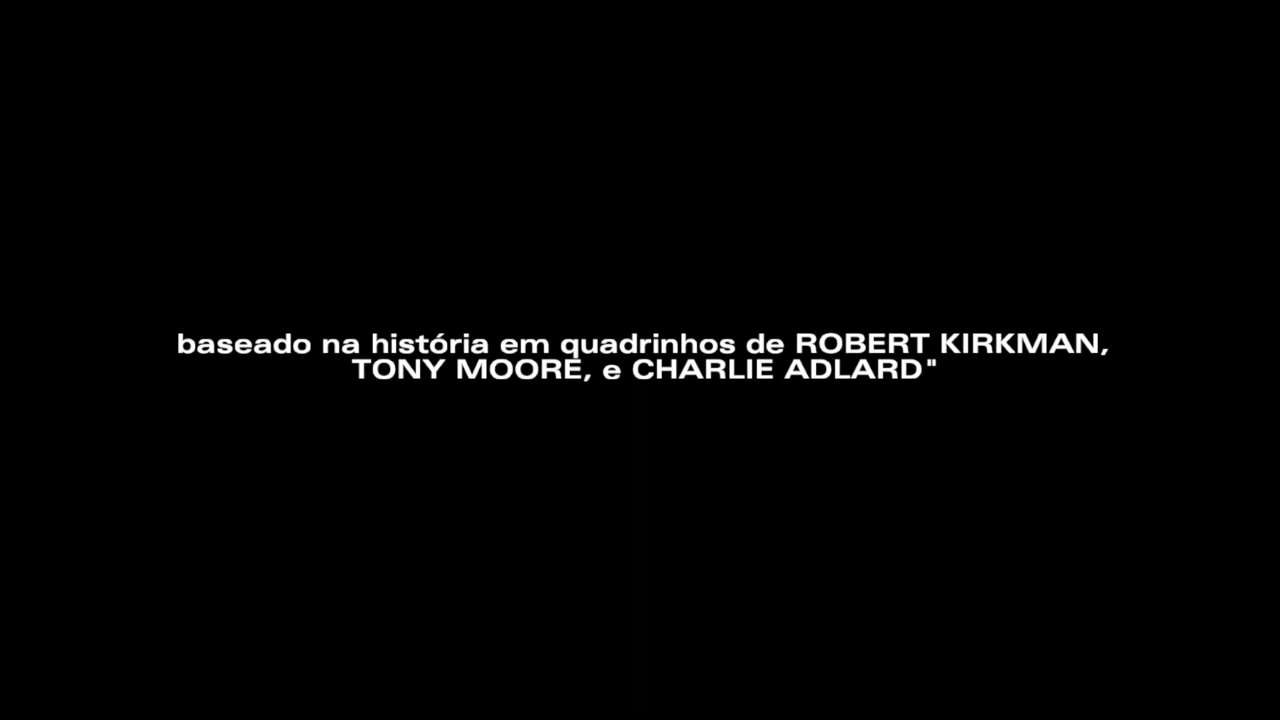 baseado na história em quadrinhos de ROBERT KIRKMAN,
TONY MOORE, e CHARLIE ADLARD"